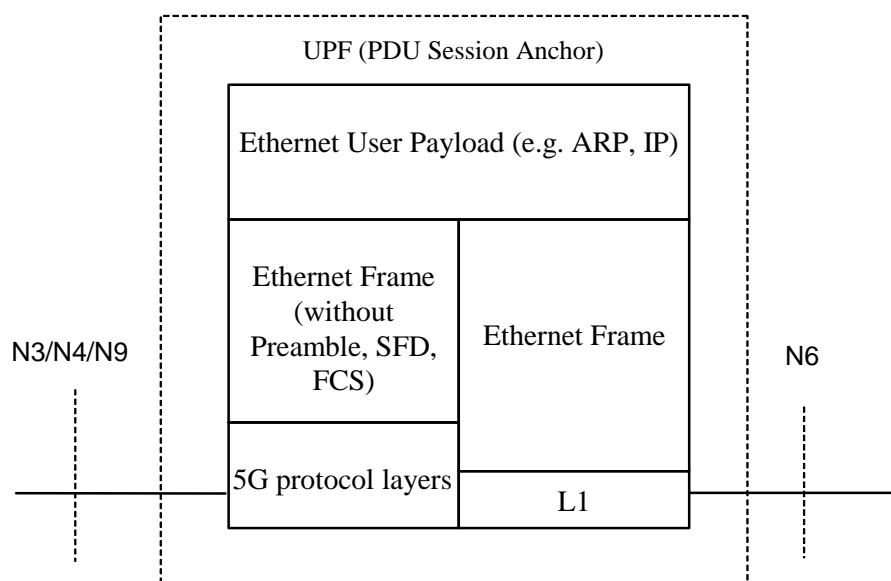 UPF (PDU Session Anchor)
Ethernet User Payload (e.g. ARP, IP)
Ethernet Frame
(without
Preamble, SFD,
FCS)
Ethernet Frame
N3/N4/N9
N6
5G protocol layers
L1